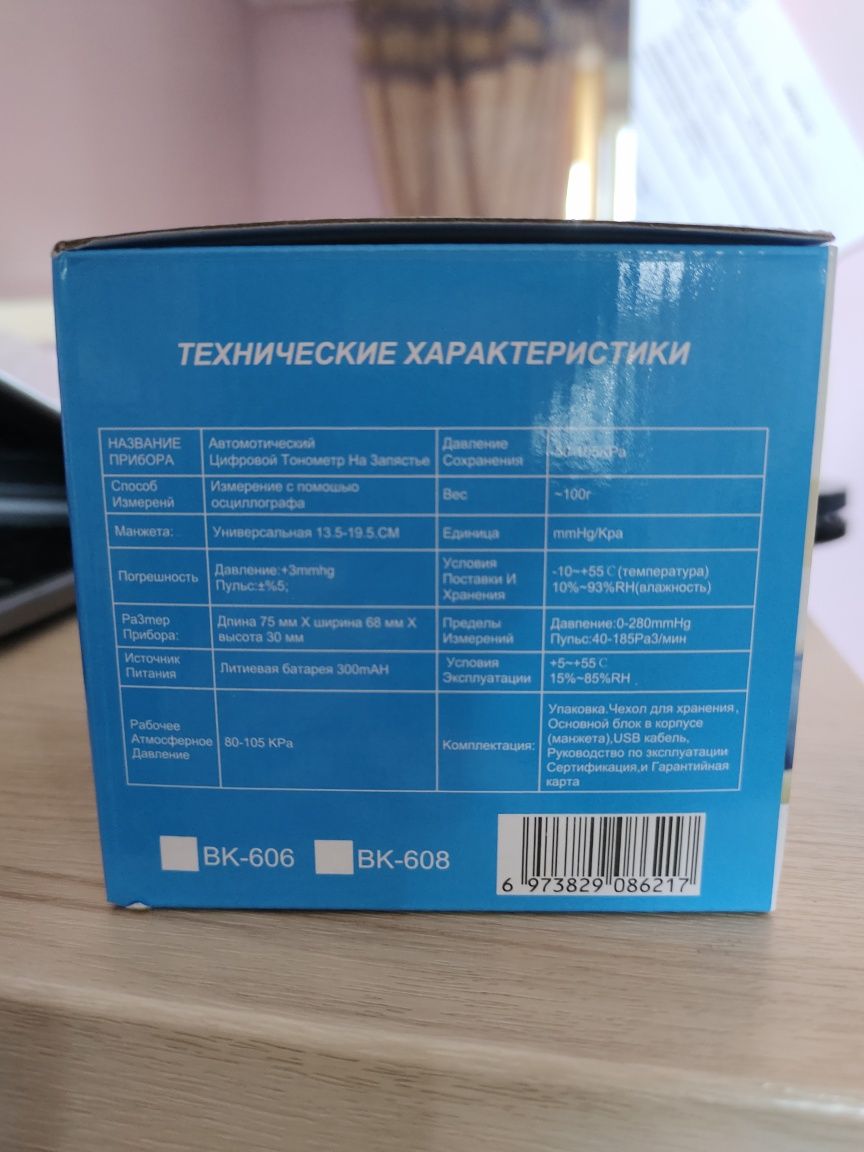 ТЕХНИЧЕСКИЕ ХАРАКТЕРИСТИКИ
НАЗВАНИЕ
ПРИБОРА
Автомотический
Цифровой Тонометр На Запястье
Давление
Сохранения
Способ
Измерений
Измерение с помошью
осциллографа
Вес
~100г
Манжета:
Универсальная 13.5-19.5.СМ
Единица
mmHg/Kpa
Погрешность
Давление:+3mmhg
Пульс:±%5;
Условия
Поставки И
Хранения
-10~+55℃(температура)
10%~93%RH(влажность)
Ра3mер
Прибора:
Длина 75 мм X ширина 68 мм X
высота 30 мм
Пределы
Измерений
Давление:0-280mmHg
Пульс:40-185Ра3/мин
Источник
Питания
Литиевая батарея 300mAH
Условия
Эксплуатации
+5~+55℃
15%~85%RH
Рабочее
Атмосферное
Давление
80-105 KPa
Комплектация:
Упаковка.Чехол для хранения,
Основной блок в корпусе
(манжета),USB кабель,
Руководство по эксплуатации
Сертификация,и Гарантийная
карта
BK-606 BK-608
6 973829 086217